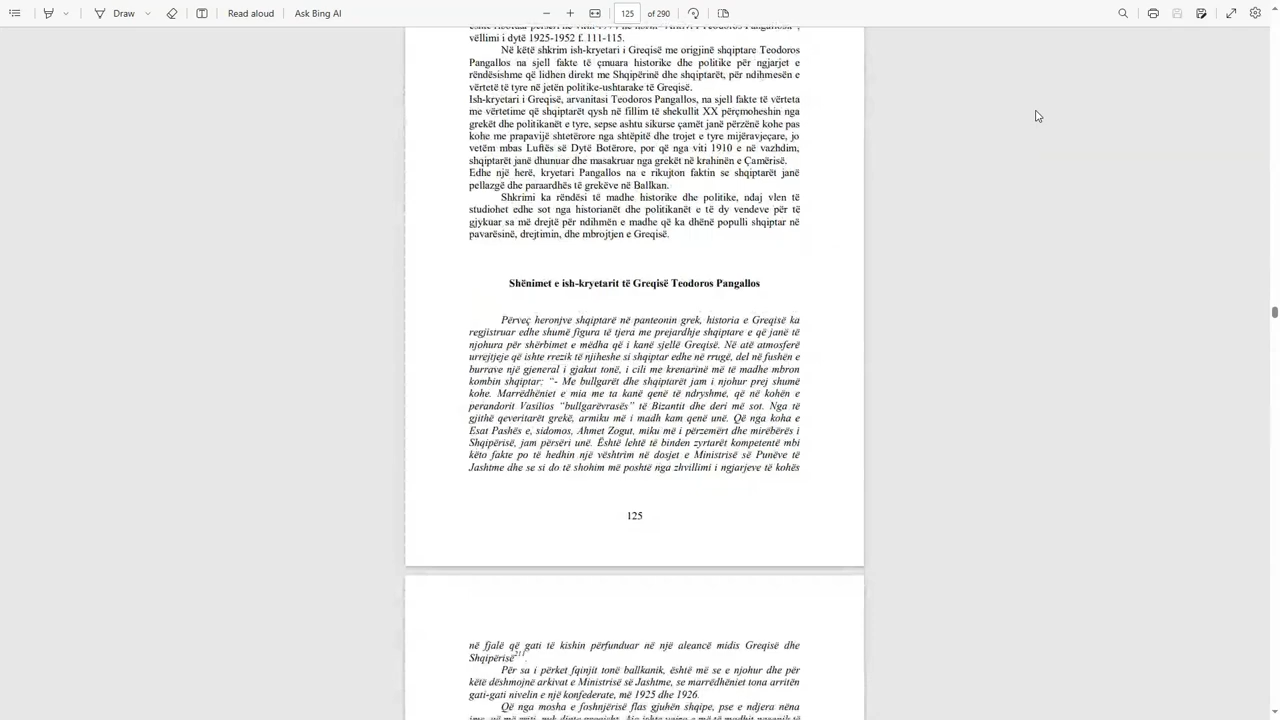 Draw
Read aloud
Ask Bing AI
125
of 290
vëllimi i dytë 1925-1952 f. 111-115.
Në këtë shkrim ish-kryetari i Greqisë me origjinë shqiptare Teodoros
Pangallos na sjell fakte të çmuara historike dhe politike për ngjarjet e
rëndësishme që lidhen direkt me Shqipërinë dhe shqiptarët, për ndihmesën e
vërtetë të tyre në jetën politike-ushtarake të Greqisë.
Ish-kryetari i Greqisë, arvanitasi Teodoros Pangallos, na sjell fakte të vërteta
me vërtetime që shqiptarët qysh në fillim të shekullit XX përçmoheshin nga
grekët dhe politikanët e tyre, sepse ashtu sikurse çamët janë përzënë kohe pas
kohe me prapavijë shtetërore nga shtëpitë dhe trojet e tyre mijëravjeçare, jo
vetëm mbas Luftës së Dytë Botërore, por që nga viti 1910 e në vazhdim,
shqiptarët janë dhunuar dhe masakruar nga grekët në krahinën e Çamërisë.
Edhe një herë, kryetari Pangallos na e rikujton faktin se shqiptarët janë
pellazgë dhe paraardhës të grekëve në Ballkan.
Shkrimi ka rëndësi të madhe historike dhe politike, ndaj vlen të
studiohet edhe sot nga historianët dhe politikanët e të dy vendeve për të
gjykuar sa më drejtë për ndihmën e madhe që ka dhënë populli shqiptar në
pavarësinë, drejtimin, dhe mbrojtjen e Greqisë.
Shënimet e ish-kryetarit të Greqisë Teodoros Pangallos
Përveç heronjve shqiptarë në panteonin grek, historia e Greqisë ka
regjistruar edhe shumë figura të tjera me prejardhje shqiptare e që janë të
njohura për shërbimet e mëdha që i kanë sjellë Greqisë. Në atë atmosferë
urrejtjeje që ishte rrezik të njiheshe si shqiptar edhe në rrugë, del në fushën e
burrave një gjeneral i gjakut tonë, i cili me krenarinë më të madhe mbron
kombin shqiptar: “- Me bullgarët dhe shqiptarët jam i njohur prej shumë
kohe. Marrëdhëniet e mia me ta kanë qenë të ndryshme, që në kohën e
perandorit Vasilios “bullgarëvrasës” të Bizantit dhe deri më sot. Nga të
gjithë qeveritarët grekë, armiku më i madh kam qenë unë. Që nga koha e
Esat Pashës e, sidomos, Ahmet Zogut, miku më i përzemërt dhe mirëbërës i
Shqipërisë, jam përsëri unë. Është lehtë të binden zyrtarët kompetentë mbi
këto fakte po të hedhin një vështrim në dosjet e Ministrisë së Punëve të
Jashtme dhe se si do të shohim më poshtë nga zhvillimi i ngjarjeve të kohës
125
në fjalë që gati të kishin përfunduar në një aleancë midis Greqisë dhe
Shqipërisë²¹¹.
Për sa i përket fqinjit tonë ballkanik, është më se e njohur dhe për
këtë dëshmojnë arkivat e Ministrisë së Jashtme, se marrëdhëniet tona arritën
gati-gati nivelin e një konfederate, më 1925 dhe 1926.
Që nga mosha e foshnjërisë flas gjuhën shqipe, pse e ndjera nëna